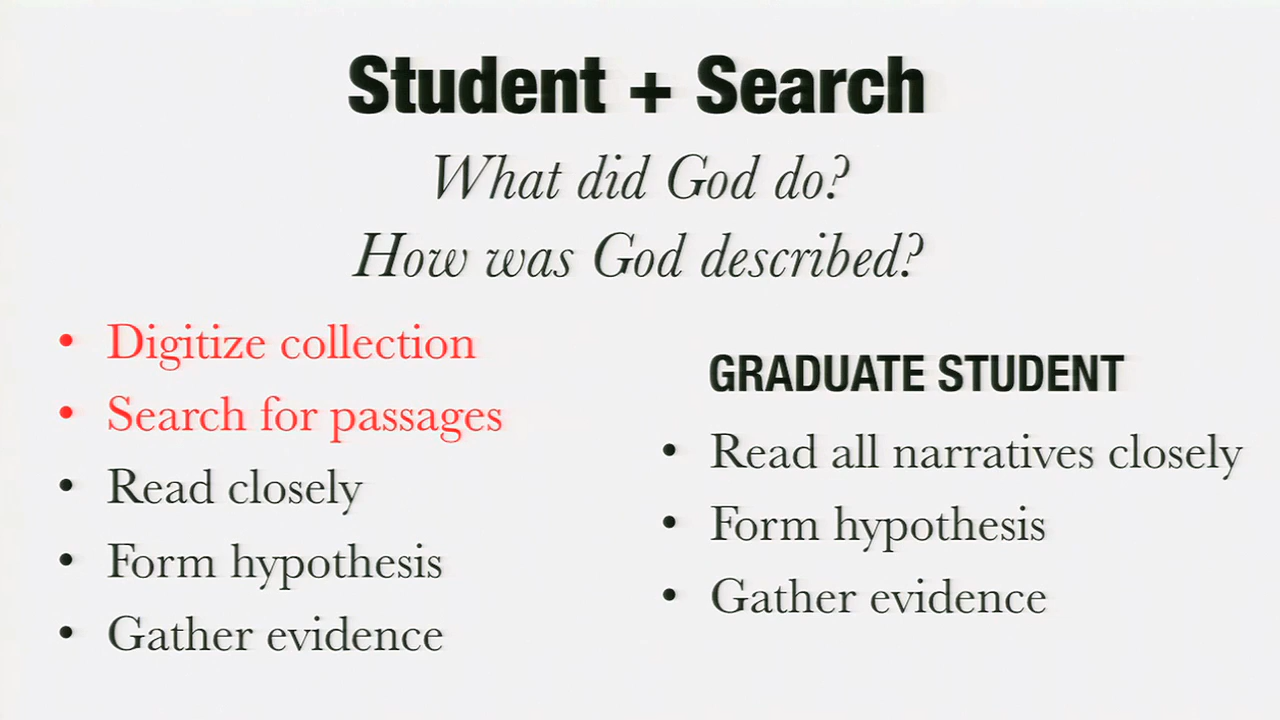 Student + Search
What did God do?
How was God described?
• Digitize collection
• Search for passages
• Read closely
• Form hypothesis
• Gather evidence
GRADUATE STUDENT
• Read all narratives closely
• Form hypothesis
• Gather evidence